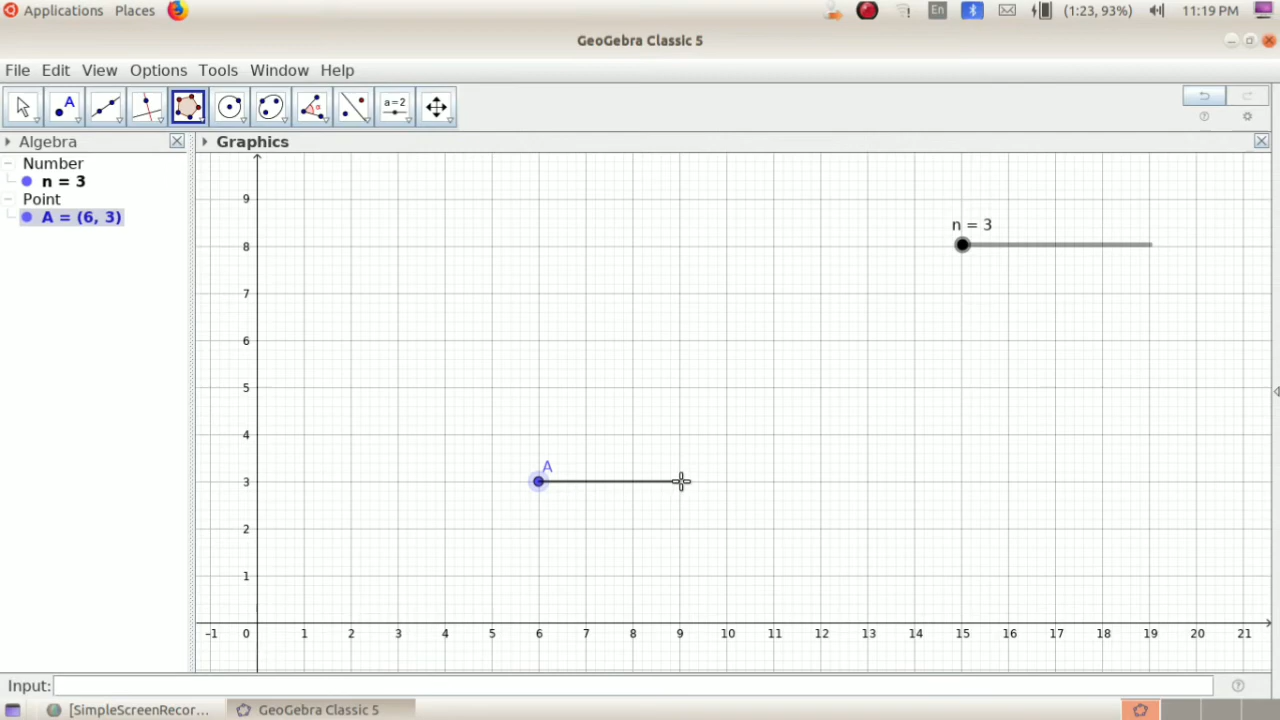 Applications Places En (1:23, 93%) 11:19 PM
GeoGebra Classic 5
File Edit View Options Tools Window Help
A α a=2
Algebra
Graphics
Number
n = 3
Point
A = (6, 3)
n = 3
A
9
8
7
6
5
4
3
2
1
-1 0 1 2 3 4 5 6 7 8 9 10 11 12 13 14 15 16 17 18 19 20 21
Input:
[SimpleScreenRecor... GeoGebra Classic 5